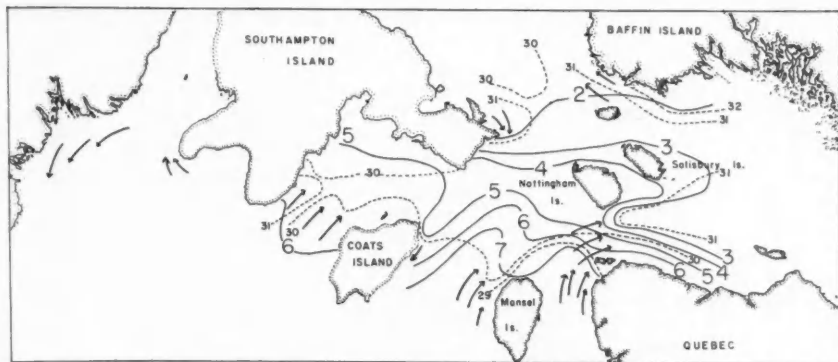 SOUTHAMPTON
ISLAND
BAFFIN ISLAND
30
30
31
31
2
32
31
5
3
4
Salisbury Is.
31
30
Nottingham
Is.
5
31
30
6
6
31
3
COATS
ISLAND
7
30
6
5
4
29
Mansel
Is.
QUEBEC